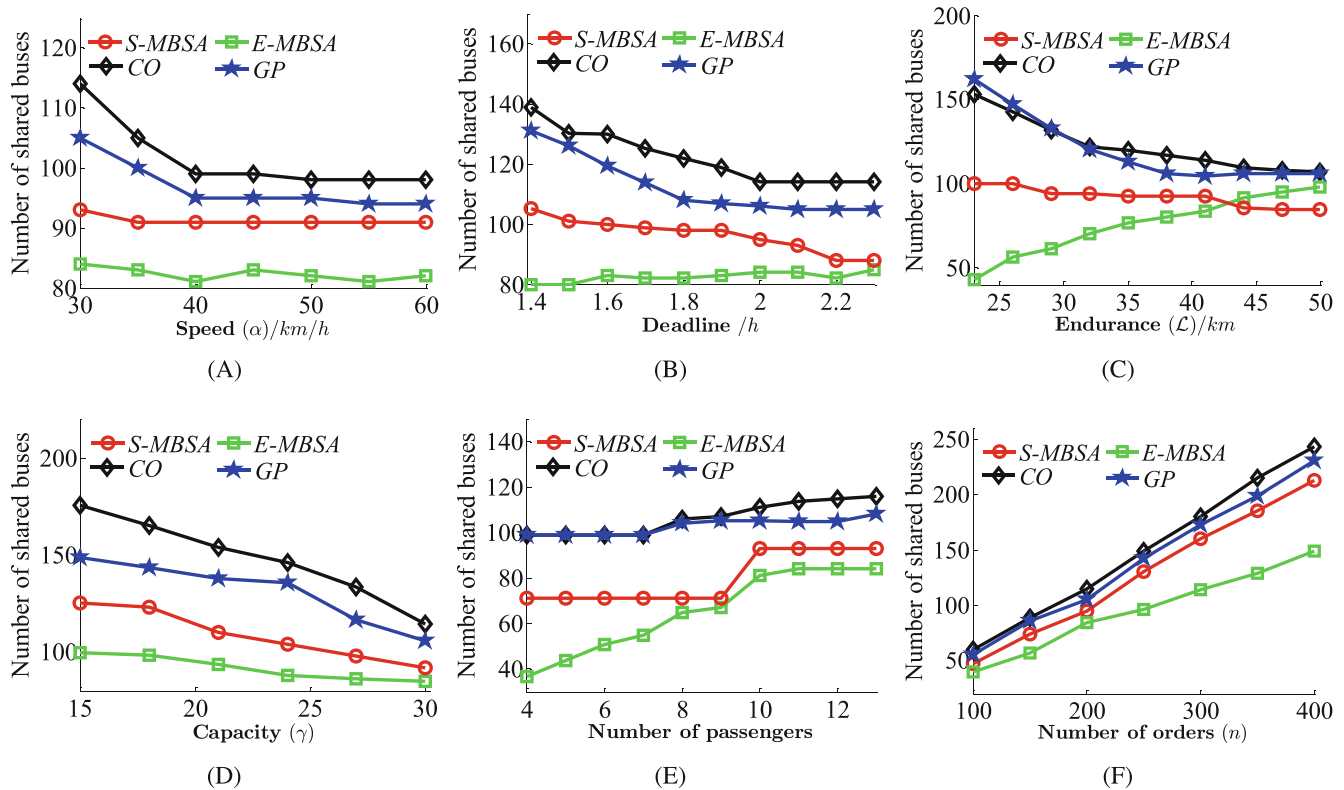 Number of shared buses
120
110
100
90
80
S-MBSA
E-MBSA
CO
GP
30
40
50
60
Speed (α)/km/h
(A)
Number of shared buses
160
140
120
100
80
S-MBSA
E-MBSA
CO
GP
1.4
1.6
1.8
2
2.2
Deadline /h
(B)
Number of shared buses
200
150
100
50
S-MBSA
E-MBSA
CO
GP
25
30
35
40
45
50
Endurance (ℒ)/km
(C)
Number of shared buses
200
150
100
S-MBSA
E-MBSA
CO
GP
15
20
25
30
Capacity (γ)
(D)
Number of shared buses
140
120
100
80
60
40
S-MBSA
E-MBSA
CO
GP
4
6
8
10
12
Number of passengers
(E)
Number of shared buses
250
200
150
100
50
S-MBSA
E-MBSA
CO
GP
100
200
300
400
Number of orders (n)
(F)